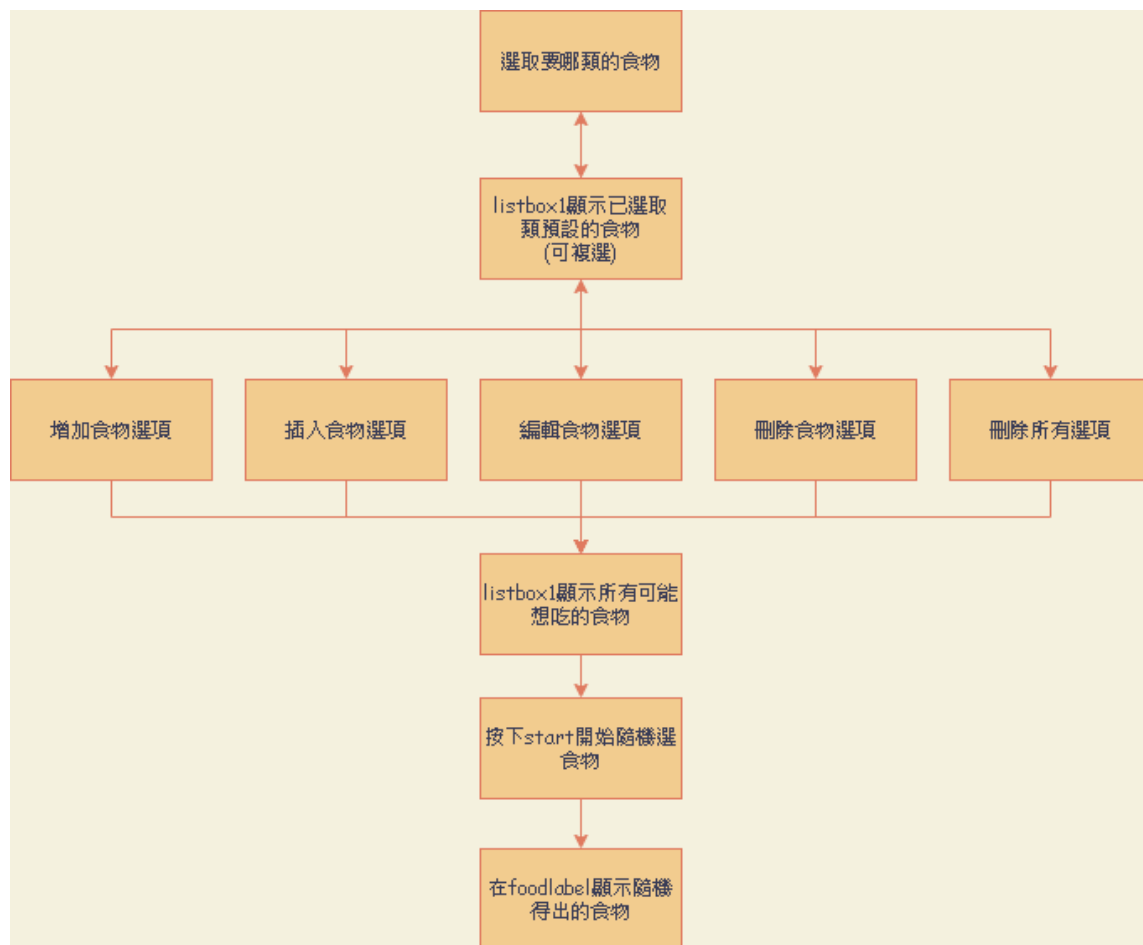 選取要哪類的食物
listbox1顯示已選取
類預設的食物
(可複選)
增加食物選項
插入食物選項
編輯食物選項
刪除食物選項
刪除所有選項
listbox1顯示所有可能
想吃的食物
按下start開始隨機選
食物
在foodlabel顯示隨機
得出的食物